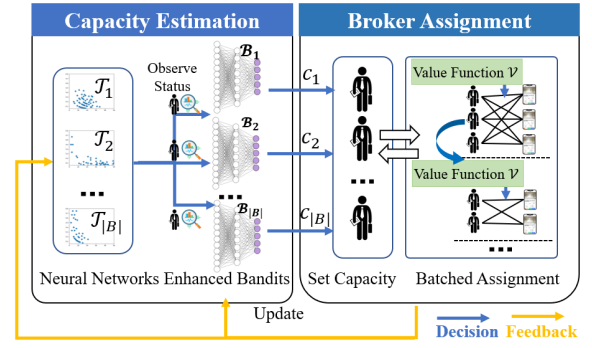 Capacity Estimation
Broker Assignment
𝒯1
𝒯2
...
𝒯|B|
Observe
Status
ℬ1
ℬ2
...
ℬ|B|
c1
c2
c|B|
...
Value Function 𝒱
Value Function 𝒱
...
Neural Networks Enhanced Bandits
Set Capacity
Batched Assignment
Update
Decision
Feedback